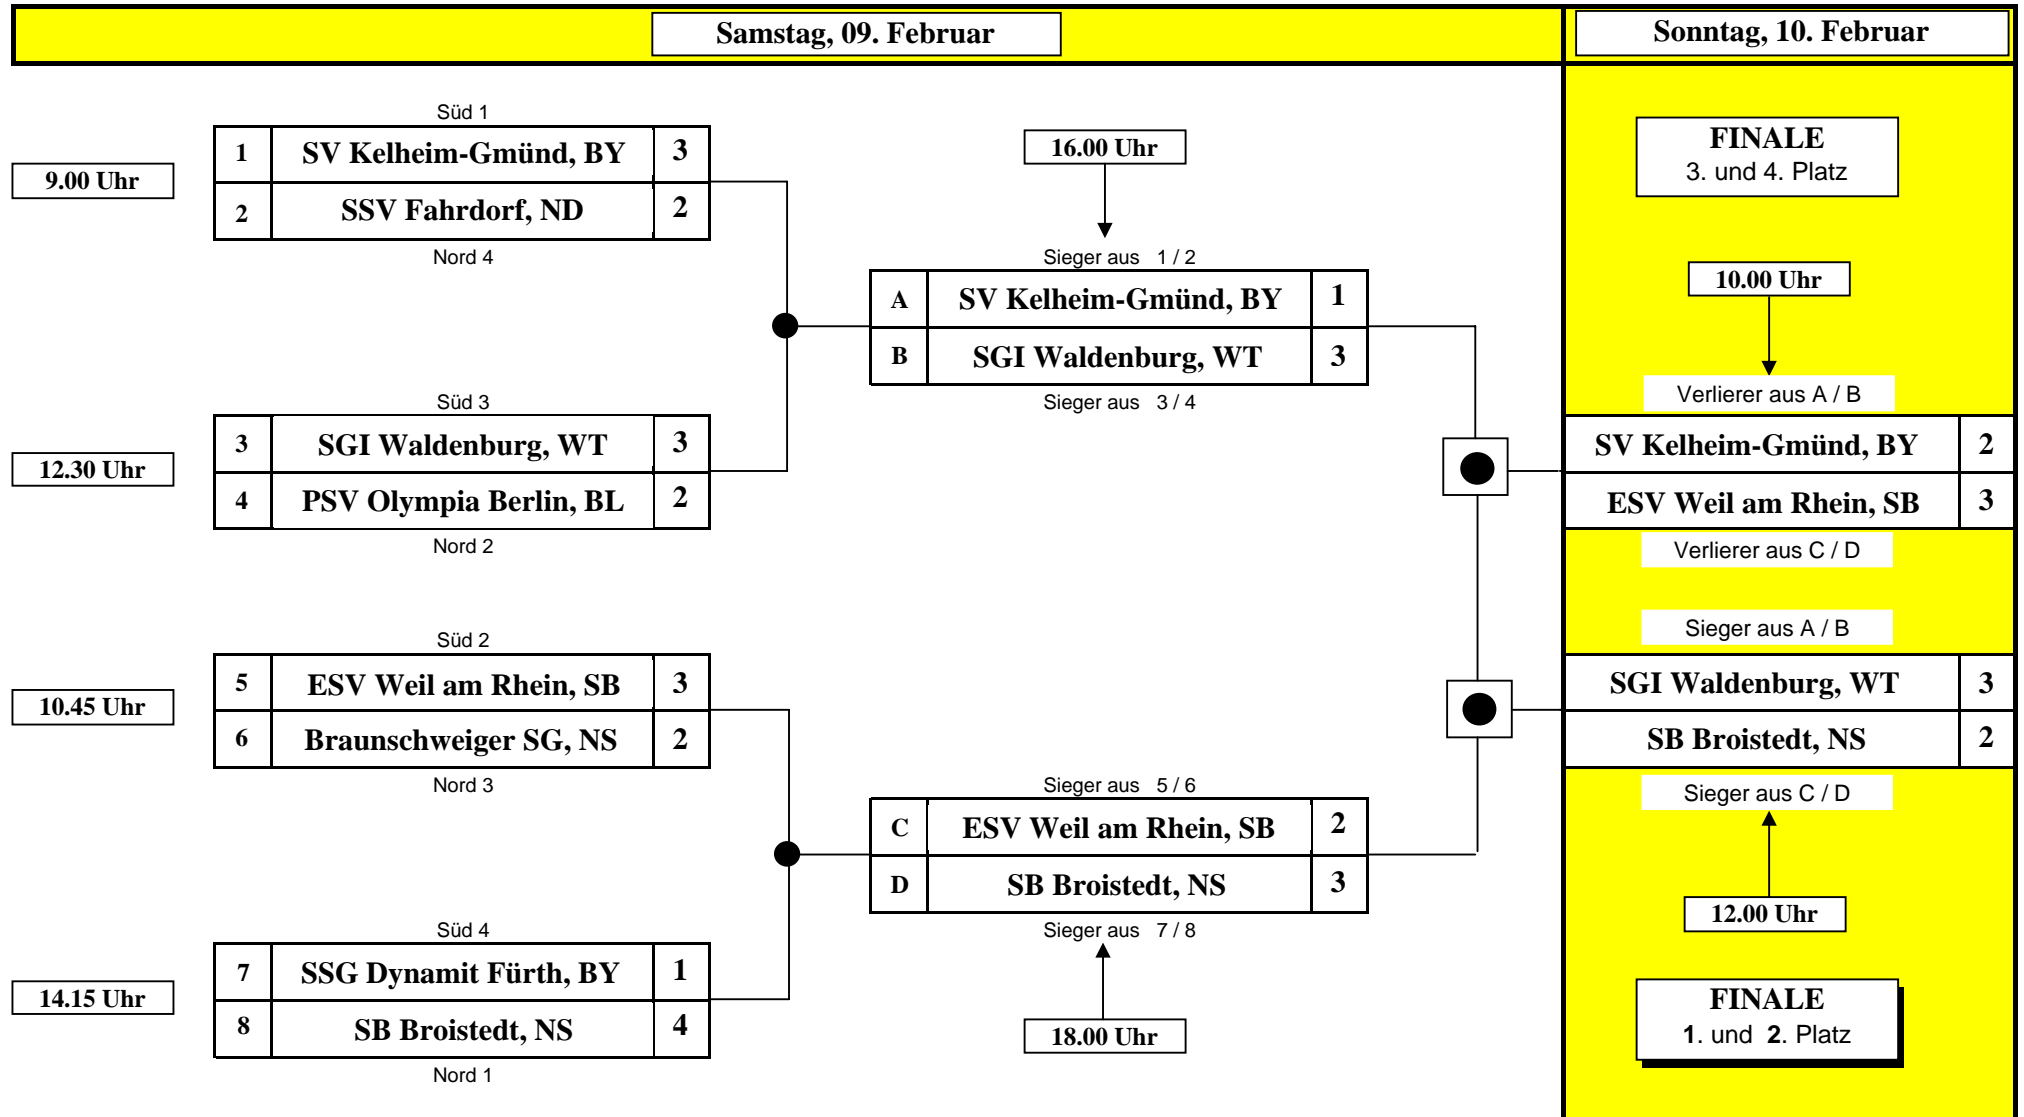 Samstag, 09. Februar
Sonntag, 10. Februar
9.00 Uhr
Süd 1
1 SV Kelheim-Gmünd, BY 3
2 SSV Fahrdorf, ND 2
Nord 4
12.30 Uhr
Süd 3
3 SGI Waldenburg, WT 3
4 PSV Olympia Berlin, BL 2
Nord 2
10.45 Uhr
Süd 2
5 ESV Weil am Rhein, SB 3
6 Braunschweiger SG, NS 2
Nord 3
14.15 Uhr
Süd 4
7 SSG Dynamit Fürth, BY 1
8 SB Broistedt, NS 4
Nord 1
16.00 Uhr
Sieger aus 1 / 2
A SV Kelheim-Gmünd, BY 1
B SGI Waldenburg, WT 3
Sieger aus 3 / 4
Sieger aus 5 / 6
C ESV Weil am Rhein, SB 2
D SB Broistedt, NS 3
Sieger aus 7 / 8
18.00 Uhr
FINALE
3. und 4. Platz
10.00 Uhr
Verlierer aus A / B
SV Kelheim-Gmünd, BY 2
ESV Weil am Rhein, SB 3
Verlierer aus C / D
Sieger aus A / B
SGI Waldenburg, WT 3
SB Broistedt, NS 2
Sieger aus C / D
12.00 Uhr
FINALE
1. und 2. Platz